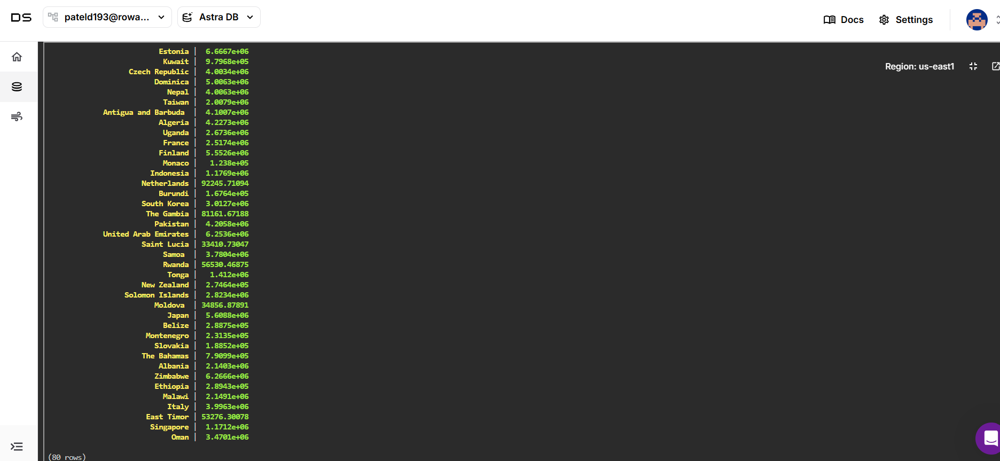 DS pateld193@rowa... Astra DB Docs Settings
Estonia | 6.6667e+06
Kuwait | 9.7968e+05
Region: us-east1
Czech Republic | 4.0034e+06
Dominica | 5.0063e+06
Nepal | 4.0063e+06
Taiwan | 2.0079e+06
Antigua and Barbuda | 4.1007e+06
Algeria | 4.2273e+06
Uganda | 2.6736e+06
France | 2.5174e+06
Finland | 5.5526e+06
Monaco | 1.238e+05
Indonesia | 1.1769e+06
Netherlands | 92245.71094
Burundi | 1.6764e+05
South Korea | 3.0127e+06
The Gambia | 81161.67188
Pakistan | 4.2058e+06
United Arab Emirates | 6.2536e+06
Saint Lucia | 33410.73047
Samoa | 3.7804e+06
Rwanda | 56530.46875
Tonga | 1.412e+06
New Zealand | 2.7464e+05
Solomon Islands | 2.8234e+06
Moldova | 34856.87891
Japan | 5.6088e+06
Belize | 2.8875e+05
Montenegro | 2.3135e+05
Slovakia | 1.8852e+05
The Bahamas | 7.9099e+05
Albania | 2.1403e+06
Zimbabwe | 6.2666e+06
Ethiopia | 2.8943e+05
Malawi | 2.1491e+06
Italy | 3.9963e+06
East Timor | 53276.30078
Singapore | 1.1712e+06
Oman | 3.4701e+06
(80 rows)